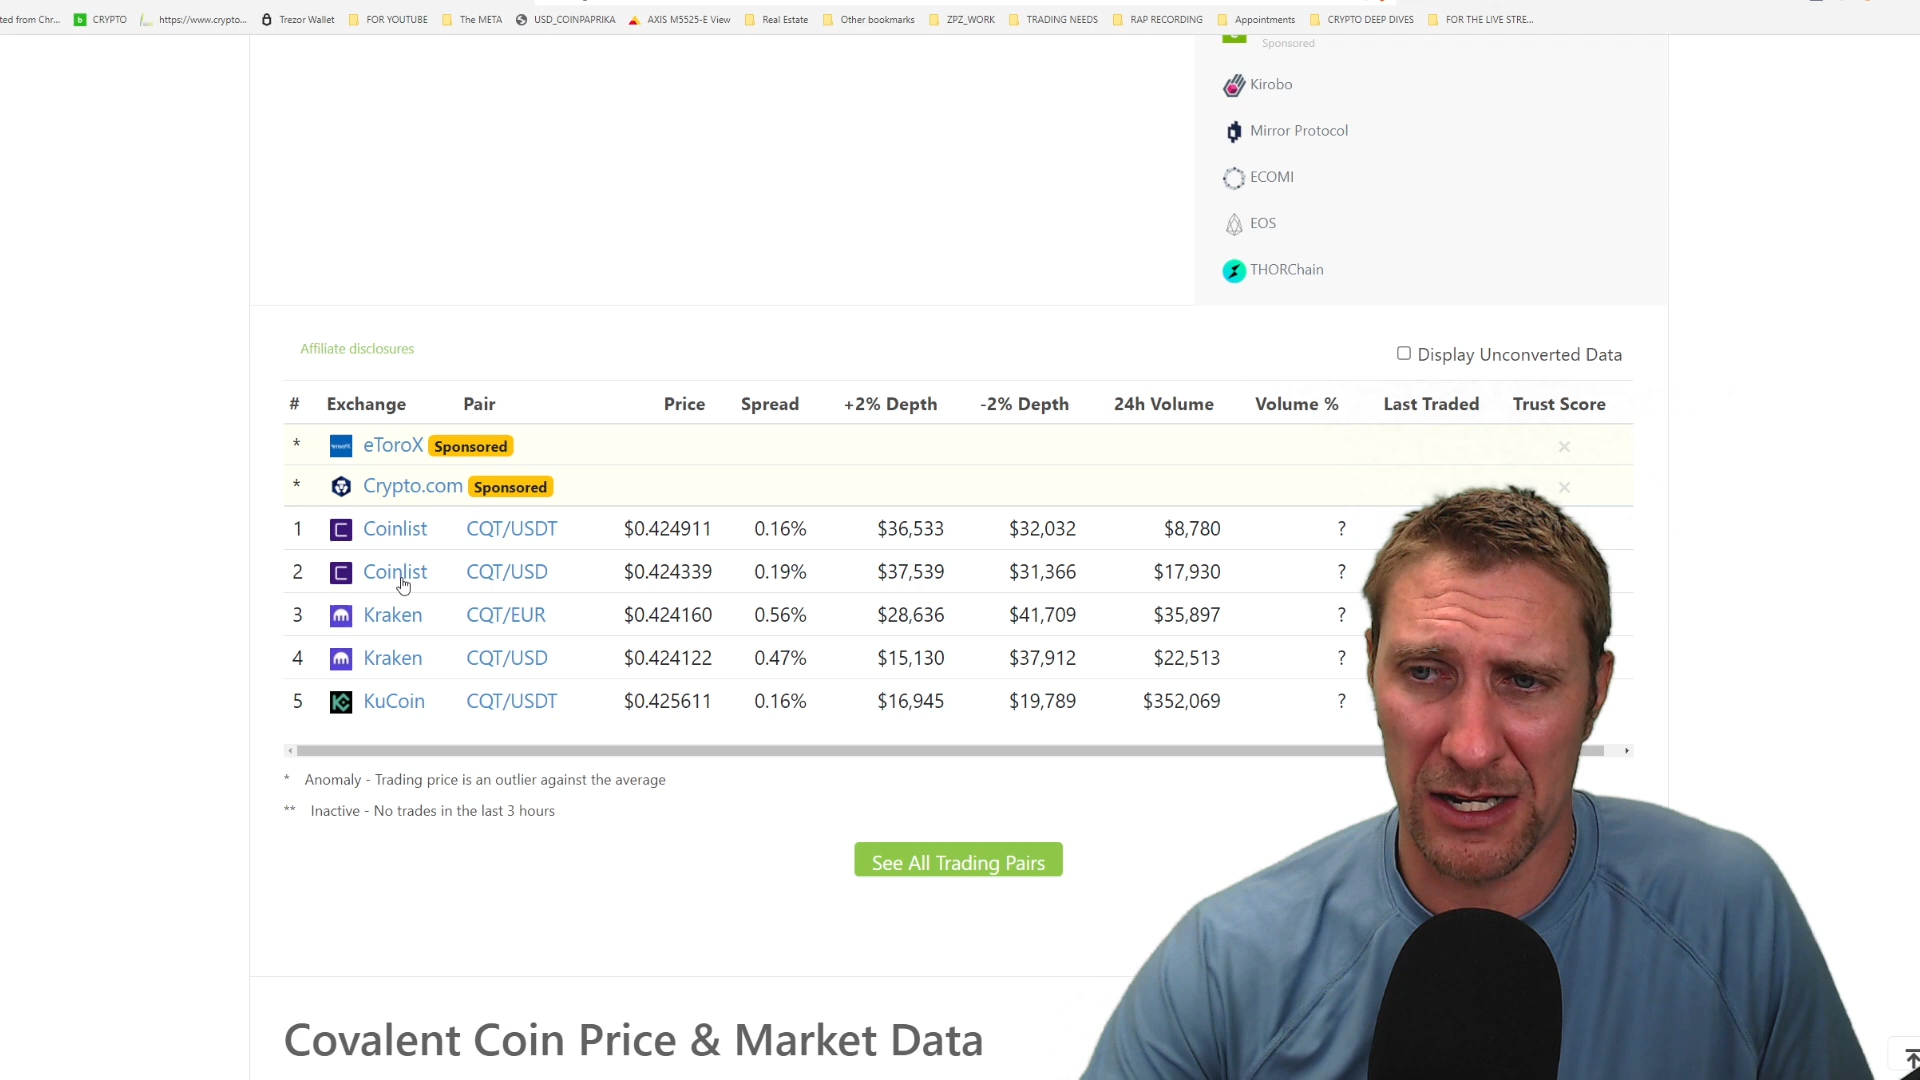 ted from Chr... CRYPTO https://www.crypto... Trezor Wallet FOR YOUTUBE The META USD_COINPAPRIKA AXIS M5525-E View Real Estate Other bookmarks ZPZ_WORK TRADING NEEDS RAP RECORDING Appointments CRYPTO DEEP DIVES FOR THE LIVE STRE...
Sponsored
Kirobo
Mirror Protocol
ECOMI
EOS
THORChain
Affiliate disclosures
Display Unconverted Data
# Exchange Pair Price Spread +2% Depth -2% Depth 24h Volume Volume % Last Traded Trust Score
* eToroX Sponsored
* Crypto.com Sponsored
1 Coinlist CQT/USDT $0.424911 0.16% $36,533 $32,032 $8,780 ?
2 Coinlist CQT/USD $0.424339 0.19% $37,539 $31,366 $17,930 ?
3 Kraken CQT/EUR $0.424160 0.56% $28,636 $41,709 $35,897 ?
4 Kraken CQT/USD $0.424122 0.47% $15,130 $37,912 $22,513 ?
5 KuCoin CQT/USDT $0.425611 0.16% $16,945 $19,789 $352,069 ?
* Anomaly - Trading price is an outlier against the average
** Inactive - No trades in the last 3 hours
See All Trading Pairs
Covalent Coin Price & Market Data